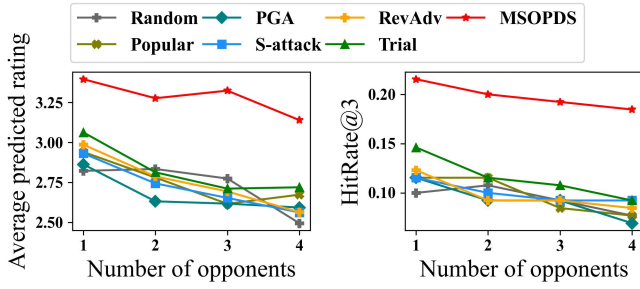 Random PGA RevAdv MSOPDS
Popular S-attack Trial
Average predicted rating
3.25
3.00
2.75
2.50
1 2 3 4
Number of opponents
HitRate@3
0.20
0.15
0.10
1 2 3 4
Number of opponents